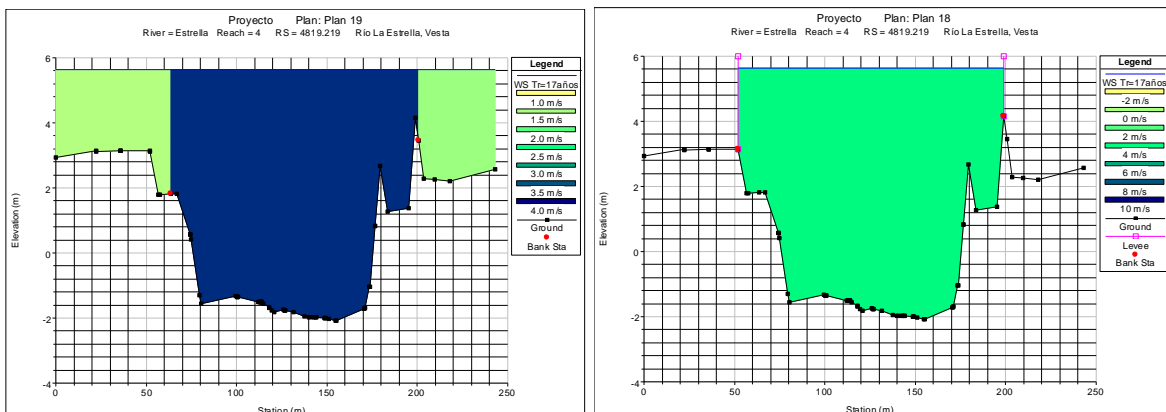 Proyecto Plan: Plan 19
River = Estrella Reach = 4 RS = 4819.219 Río La Estrella, Vesta
Elevation (m)
6
4
2
0
-2
-4
0 50 100 150 200 250
Station (m)
Legend
WS Tr=17años
1.0 m/s
1.5 m/s
2.0 m/s
2.5 m/s
3.0 m/s
3.5 m/s
4.0 m/s
Ground
Bank Sta
Proyecto Plan: Plan 18
River = Estrella Reach = 4 RS = 4819.219 Río La Estrella, Vesta
Elevation (m)
6
4
2
0
-2
-4
0 50 100 150 200 250
Station (m)
Legend
WS Tr=17años
-2 m/s
0 m/s
2 m/s
4 m/s
6 m/s
8 m/s
10 m/s
Ground
Levee
Bank Sta